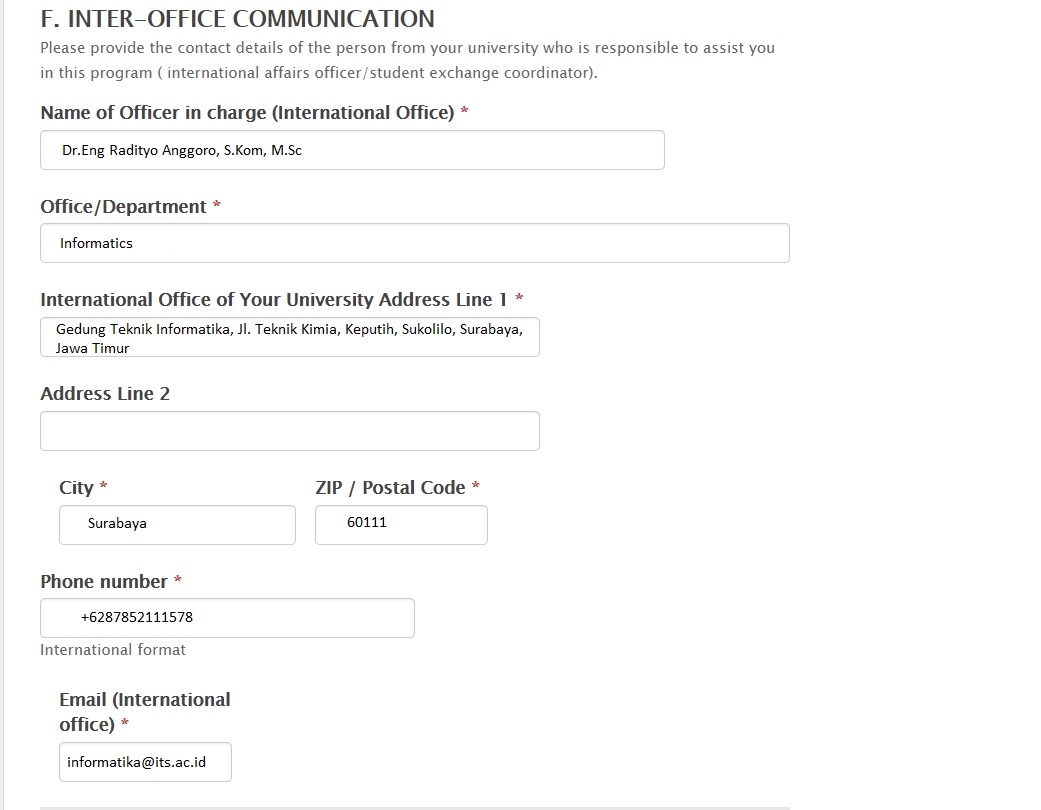 F. INTER-OFFICE COMMUNICATION
Please provide the contact details of the person from your university who is responsible to assist you
in this program ( international affairs officer/student exchange coordinator).
Name of Officer in charge (International Office) *
Dr.Eng Radityo Anggoro, S.Kom, M.Sc
Office/Department *
Informatics
International Office of Your University Address Line 1 *
Gedung Teknik Informatika, Jl. Teknik Kimia, Keputih, Sukolilo, Surabaya,
Jawa Timur
Address Line 2
City *
ZIP / Postal Code *
Surabaya
60111
Phone number *
+6287852111578
International format
Email (International
office) *
informatika@its.ac.id